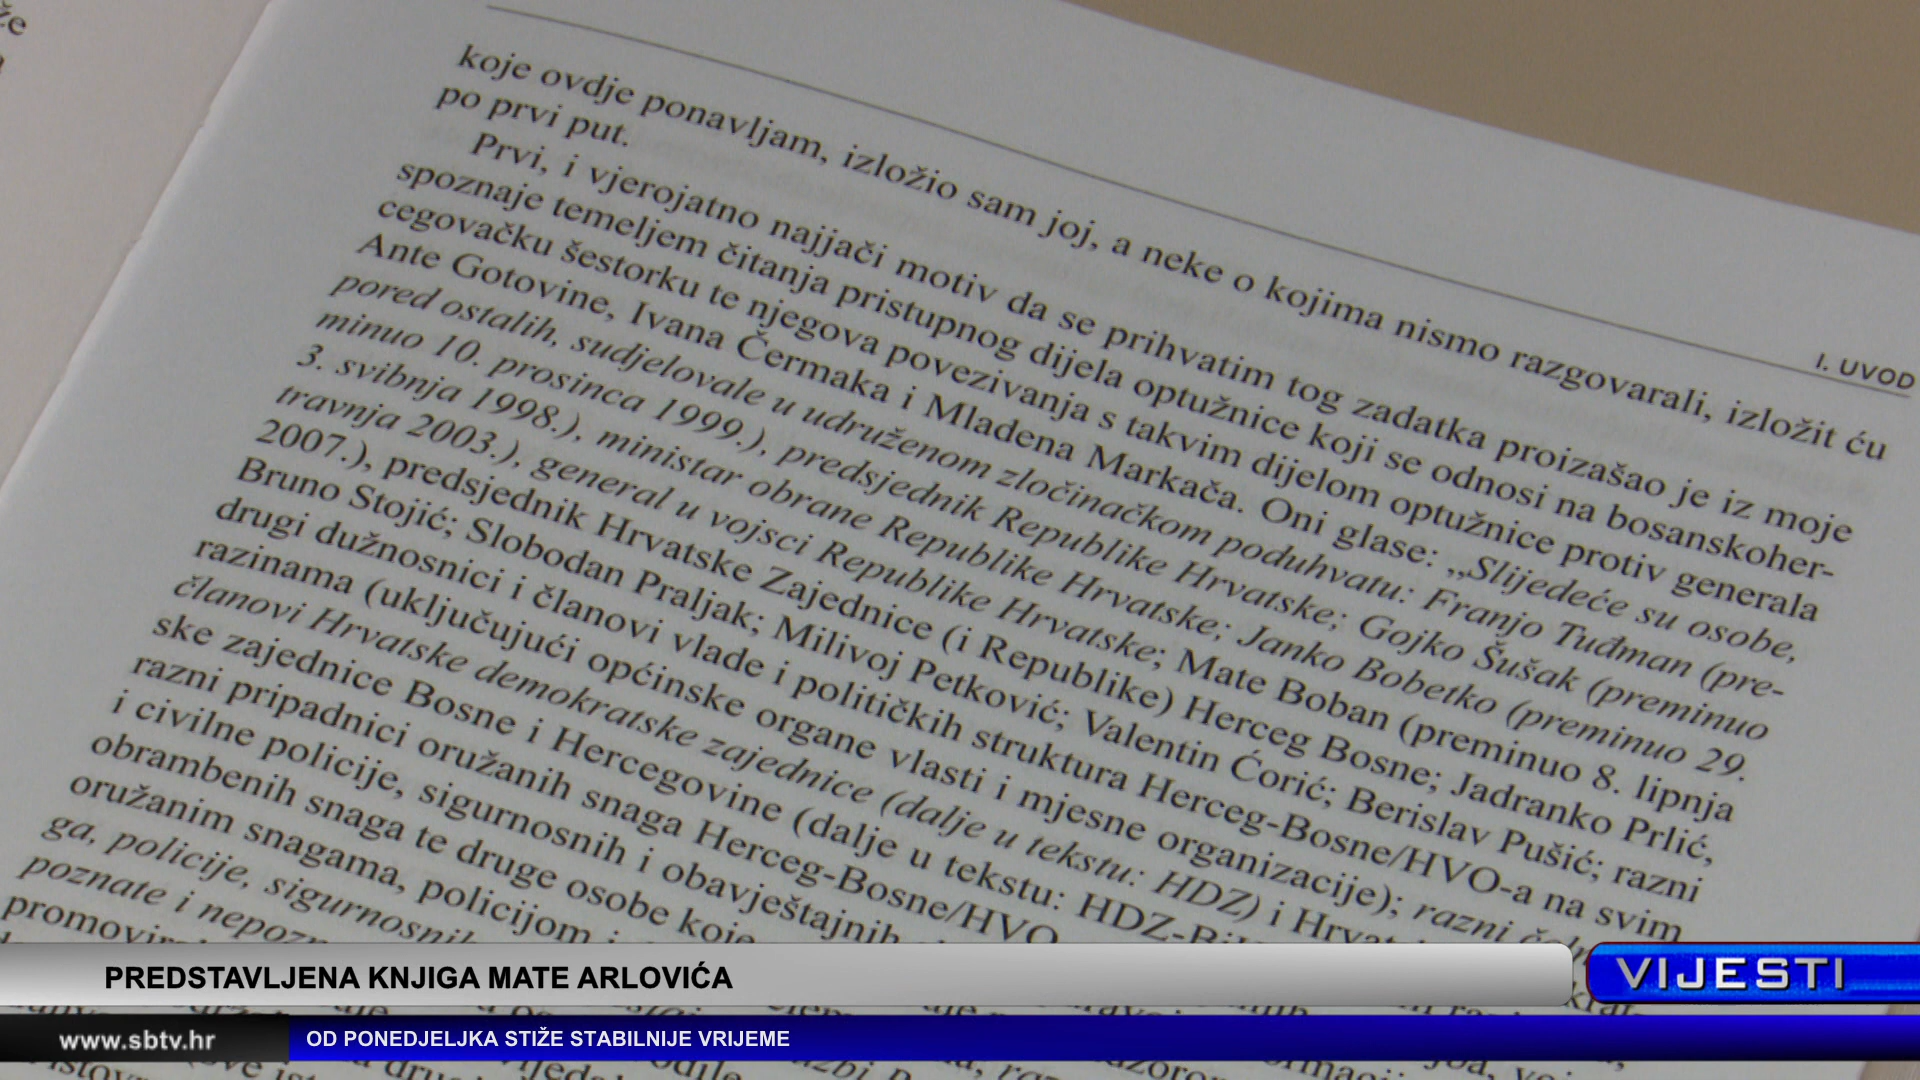 I. UVOD
koje ovdje ponavljam, izložio sam joj, a neke o kojima nismo razgovarali, izložit ću
po prvi put.
Prvi, i vjerojatno najjači motiv da se prihvatim tog zadatka proizašao je iz moje
spoznaje temeljem čitanja pristupnog dijela optužnice koji se odnosi na bosanskoher-
cegovačku šestorku te njegova povezivanja s takvim dijelom optužnice protiv generala
Ante Gotovine, Ivana Čermaka i Mladena Markača. Oni glase: „Slijedeće su osobe,
pored ostalih, sudjelovale u udruženom zločinačkom poduhvatu: Franjo Tuđman (pre-
minuo 10. prosinca 1999.), predsjednik Republike Hrvatske; Gojko Šušak (preminuo
3. svibnja 1998.), ministar obrane Republike Hrvatske; Janko Bobetko (preminuo 29.
travnja 2003.), general u vojsci Republike Hrvatske; Mate Boban (preminuo 8. lipnja
2007.), predsjednik Hrvatske Zajednice (i Republike) Herceg Bosne; Jadranko Prlić,
Bruno Stojić; Slobodan Praljak; Milivoj Petković; Valentin Ćorić; Berislav Pušić; razni
drugi dužnosnici i članovi vlade i političkih struktura Herceg-Bosne/HVO-a na svim
razinama (uključujući općinske organe vlasti i mjesne organizacije); razni
članovi Hrvatske demokratske zajednice (dalje u tekstu: HDZ) i
ske zajednice Bosne i Hercegovine (dalje u tekstu:
razni pripadnici oružanih snaga Herceg-Bosne/HVO
i civilne policije, sigurnosnih i obavještajnih
obrambenih snaga te druge osobe koje
oružanim snagama, policijom i
ga, policije,
poznate i
PREDSTAVLJENA KNJIGA MATE ARLOVIĆA
VIJESTI
www.sbtv.hr
OD PONEDJELJKA STIŽE STABILNIJE VRIJEME